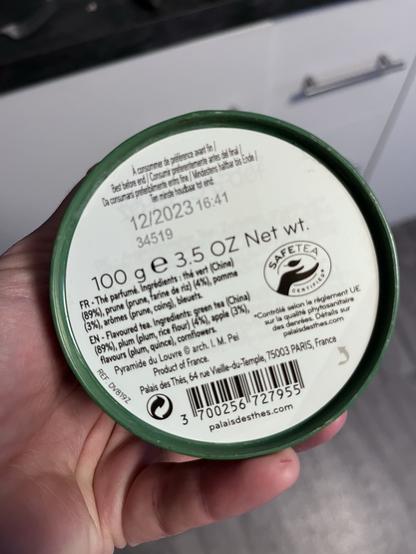 À consommer de préférence avant fin /
Best before end / Consumir preferentemente antes del final /
Da consumarsi preferibilmente entro fine / Mindestens haltbar bis Ende /
Ten minste houdbaar tot eind:
12/2023 16:41
34519
100 g e 3.5 OZ Net wt.
FR - Thé parfumé. Ingrédients : thé vert (Chine)
(89%), prune (prune, farine de riz) (4%), pomme
(3%), arômes (prune, coing), bleuets.
EN - Flavoured tea. Ingredients: green tea (China)
(89%), plum (plum, rice flour) (4%), apple (3%),
flavours (plum, quince), cornflowers.
Pyramide du Louvre © arch. I. M. Pei
Product of France.
Palais des Thés, 64 rue Vieille-du-Temple, 75003 PARIS, France
REF DV819Z
3 700256 727955
palaisdesthes.com
SAFETEA
CERTIFIED*
*Contrôlé selon le règlement UE
sur la qualité phytosanitaire
des denrées. Détails sur
palaisdesthes.com